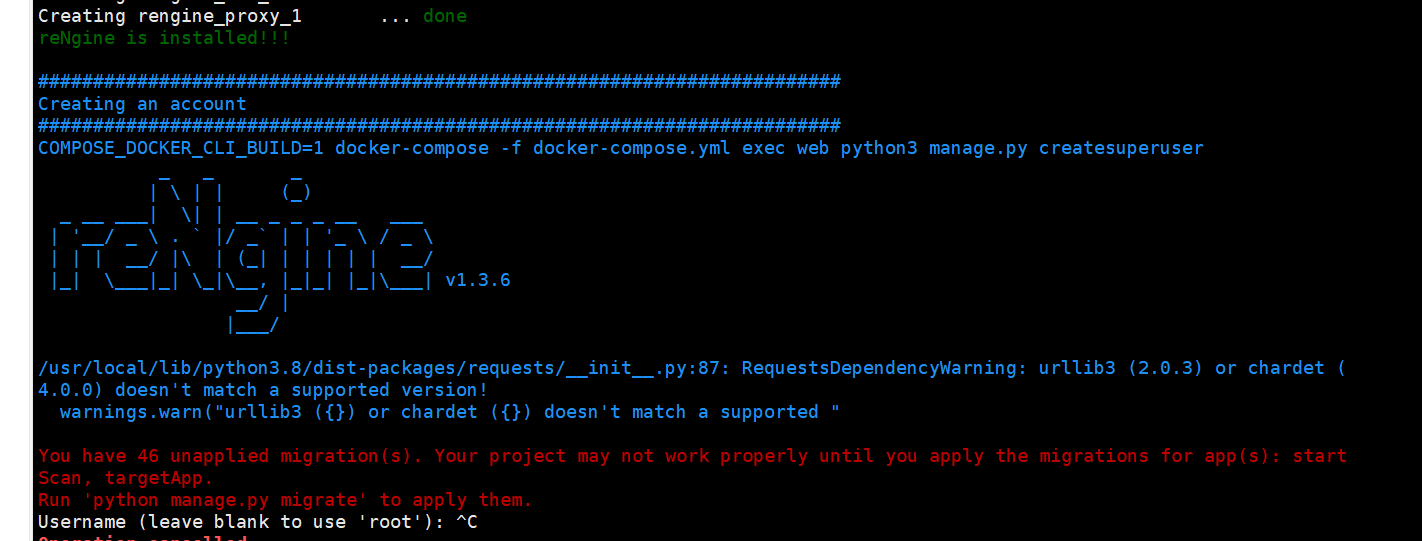 Creating rengine_proxy_1       ... done
reNgine is installed!!!
#########################################################################
Creating an account
#########################################################################
COMPOSE_DOCKER_CLI_BUILD=1 docker-compose -f docker-compose.yml exec web python3 manage.py createsuperuser
reNgine
v1.3.6
/usr/local/lib/python3.8/dist-packages/requests/__init__.py:87: RequestsDependencyWarning: urllib3 (2.0.3) or chardet (
4.0.0) doesn't match a supported version!
  warnings.warn("urllib3 ({}) or chardet ({}) doesn't match a supported "
You have 46 unapplied migration(s). Your project may not work properly until you apply the migrations for app(s): start
Scan, targetApp.
Run 'python manage.py migrate' to apply them.
Username (leave blank to use 'root'): ^C